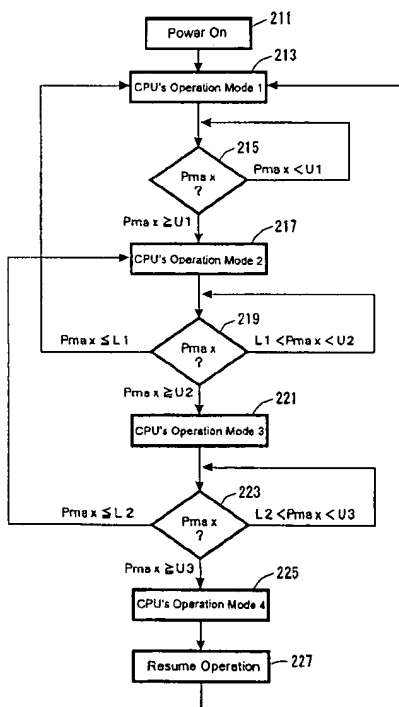 211
Power On
213
CPU's Operation Mode 1
215
Pmax
?
Pmax < U1
Pmax ≧ U1
217
CPU's Operation Mode 2
219
Pmax ≦ L1
Pmax
?
L1 < Pmax < U2
Pmax ≧ U2
221
CPU's Operation Mode 3
223
Pmax ≦ L2
Pmax
?
L2 < Pmax < U3
Pmax ≧ U3
225
CPU's Operation Mode 4
Resume Operation
227